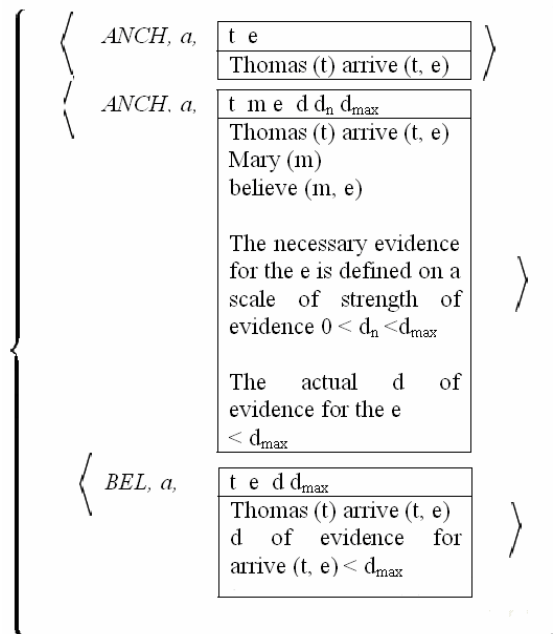 ANCH, a, t e
Thomas (t) arrive (t, e)
ANCH, a, t m e d dₙ dmax
Thomas (t) arrive (t, e)
Mary (m)
believe (m, e)
The necessary evidence
for the e is defined on a
scale of strength of
evidence 0 < dₙ <dmax
The actual d of
evidence for the e
< dmax
BEL, a, t e d dmax
Thomas (t) arrive (t, e)
d of evidence for
arrive (t, e) < dmax